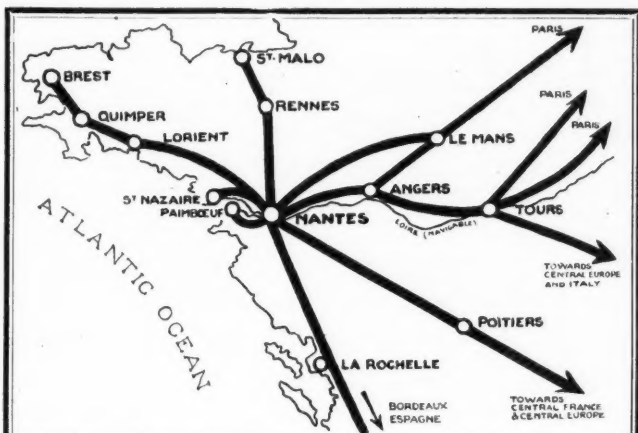 PARIS
ST. MALO
BREST
PARIS
RENNES
QUIMPER
PARIS
LORIENT
LE MANS
ANGERS
ST NAZAIRE
PAIMBŒUF
NANTES
TOURS
LOIRE (NAVIGABLE)
ATLANTIC OCEAN
TOWARDS
CENTRAL EUROPE
AND ITALY
POITIERS
LA ROCHELLE
BORDEAUX
ESPAGNE
TOWARDS
CENTRAL FRANCE
& CENTRAL EUROPE